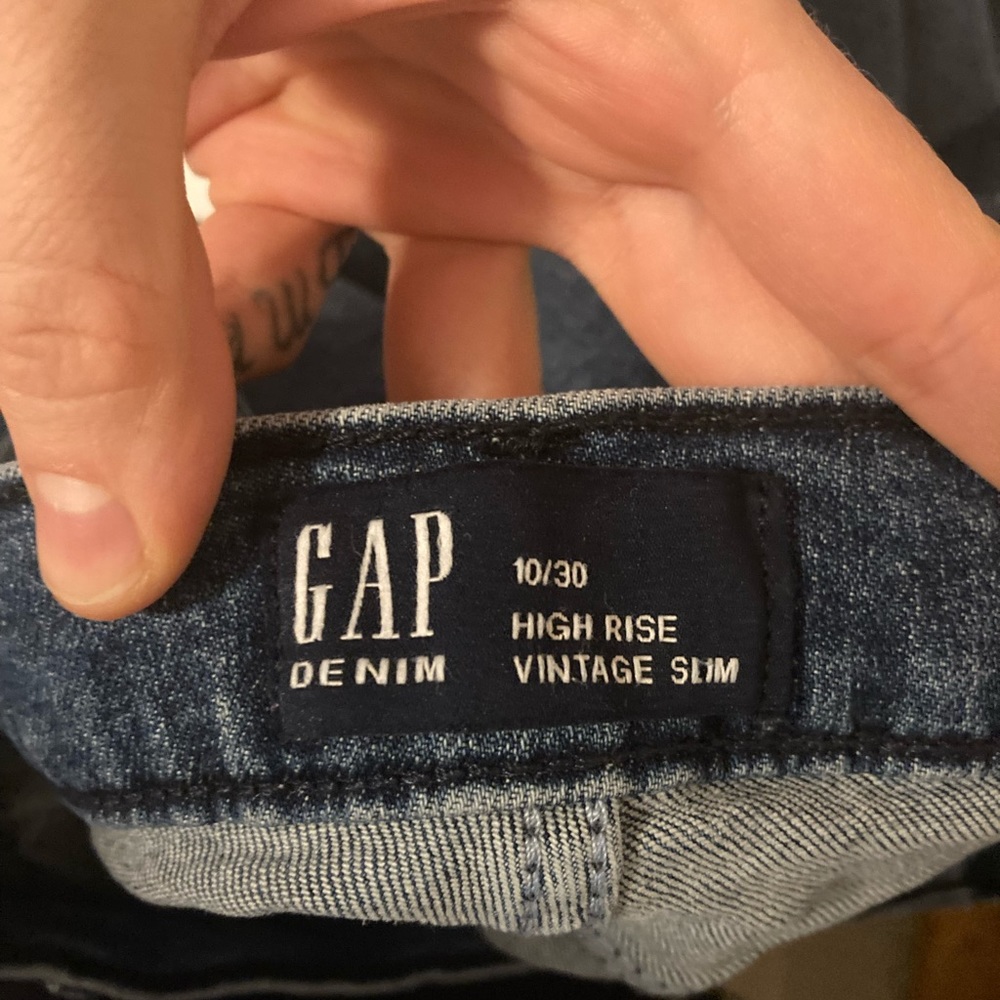 GAP
DENIM
10/30
HIGH RISE
VINTAGE SLIM